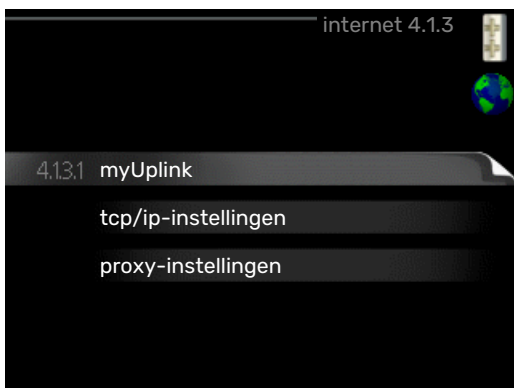 internet 4.1.3
4.1.3.1 myUplink
tcp/ip-instellingen
proxy-instellingen